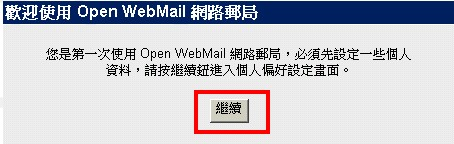 歡迎使用 Open WebMail 網路郵局
您是第一次使用 Open WebMail 網路郵局，必須先設定一些個人
資料，請按繼續鈕進入個人偏好設定畫面。
繼續